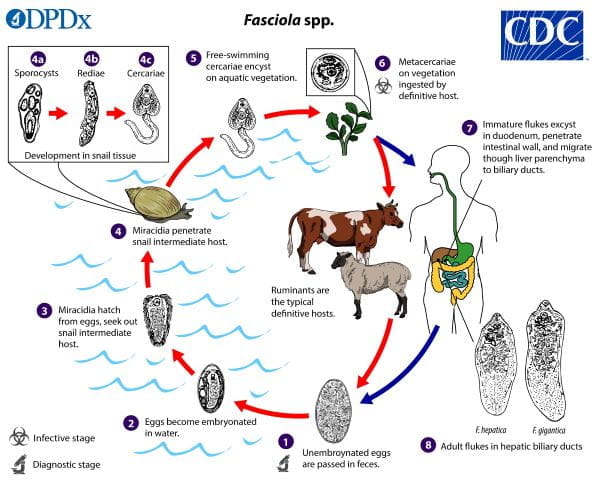 DPDx
Fasciola spp.
CDC
4a
Sporocysts
4b
Rediae
4c
Cercariae
Development in snail tissue
5
Free-swimming
cercariae encyst
on aquatic vegetation.
6
Metacercariae
on vegetation
ingested by
definitive host.
7
Immature flukes excyst
in duodenum, penetrate
intestinal wall, and migrate
though liver parenchyma
to biliary ducts.
4
Miracidia penetrate
snail intermediate host.
Ruminants are
the typical
definitive hosts.
3
Miracidia hatch
from eggs, seek out
snail intermediate
host.
2
Eggs become embryonated
in water.
1
Unembroynated eggs
are passed in feces.
F. hepatica
F. gigantica
8
Adult flukes in hepatic biliary ducts
Infective stage
Diagnostic stage